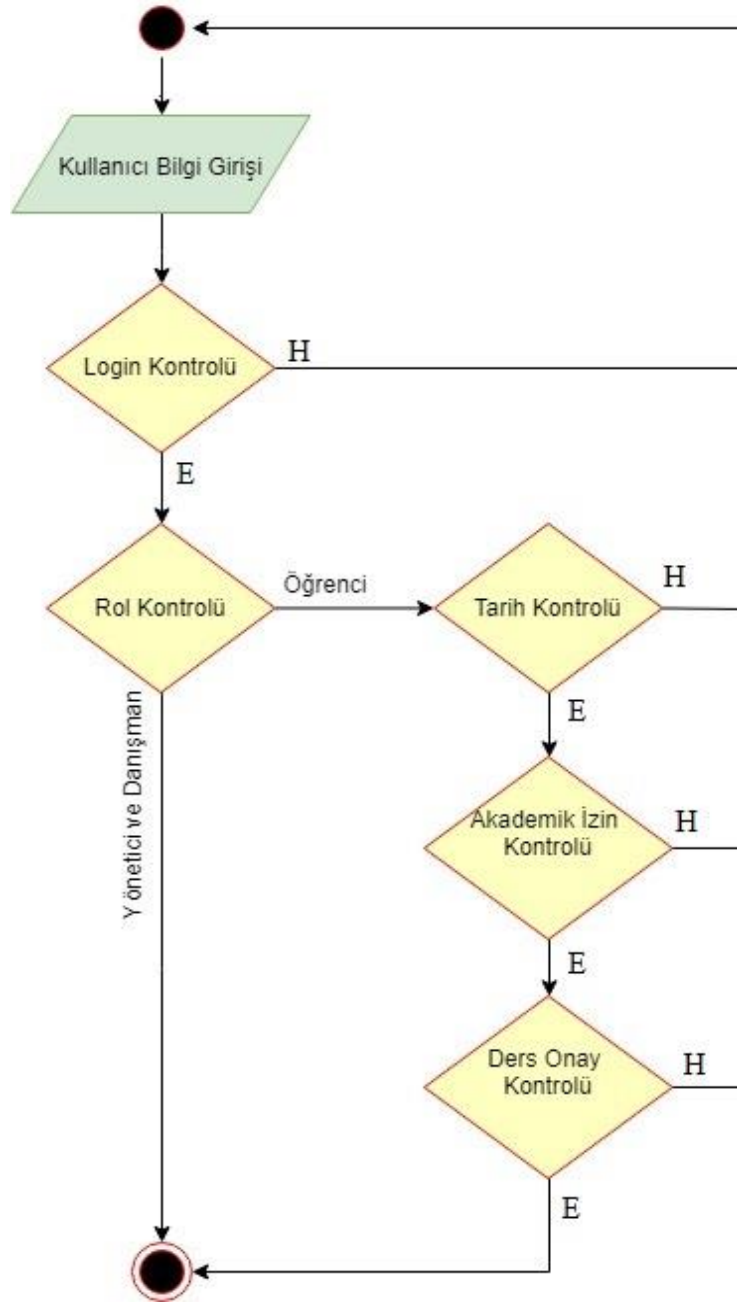 Kullanıcı Bilgi Girişi
Login Kontrolü
H
E
Rol Kontrolü
Öğrenci
Tarih Kontrolü
H
E
Yönetici ve Danışman
Akademik İzin
Kontrolü
H
E
Ders Onay
Kontrolü
H
E